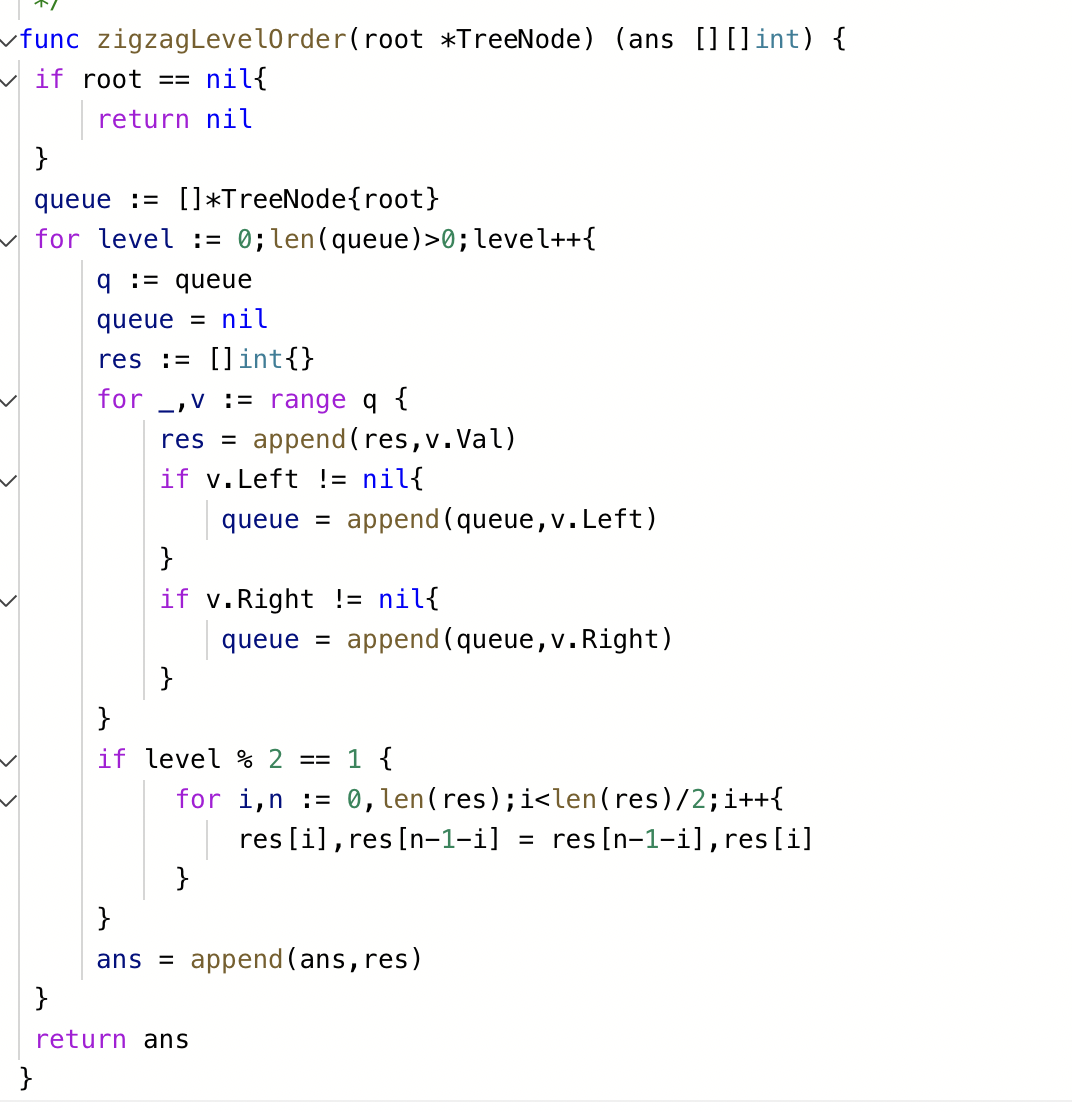 */
func zigzagLevelOrder(root *TreeNode) (ans [][]int) {
if root == nil{
return nil
}
queue := []*TreeNode{root}
for level := 0;len(queue)>0;level++{
q := queue
queue = nil
res := []int{}
for _,v := range q {
res = append(res,v.Val)
if v.Left != nil{
queue = append(queue,v.Left)
}
if v.Right != nil{
queue = append(queue,v.Right)
}
}
if level % 2 == 1 {
for i,n := 0,len(res);i<len(res)/2;i++{
res[i],res[n-1-i] = res[n-1-i],res[i]
}
}
ans = append(ans,res)
}
return ans
}